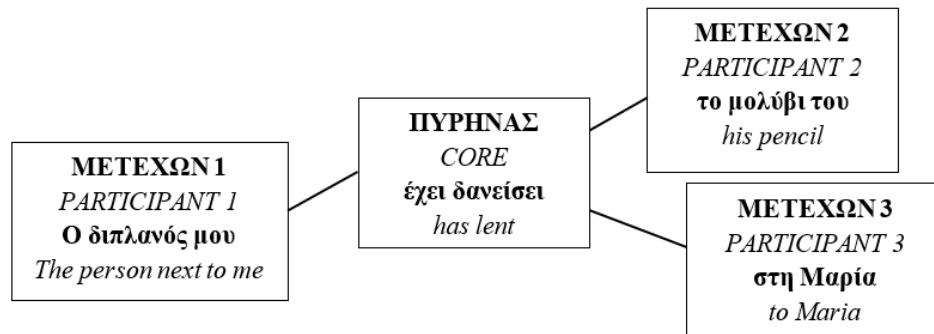 ΜΕΤΕΧΩΝ 1
PARTICIPANT 1
Ο διπλανός μου
The person next to me
ΠΥΡΗΝΑΣ
CORE
έχει δανείσει
has lent
ΜΕΤΕΧΩΝ 2
PARTICIPANT 2
το μολύβι του
his pencil
ΜΕΤΕΧΩΝ 3
PARTICIPANT 3
στη Μαρία
to Maria